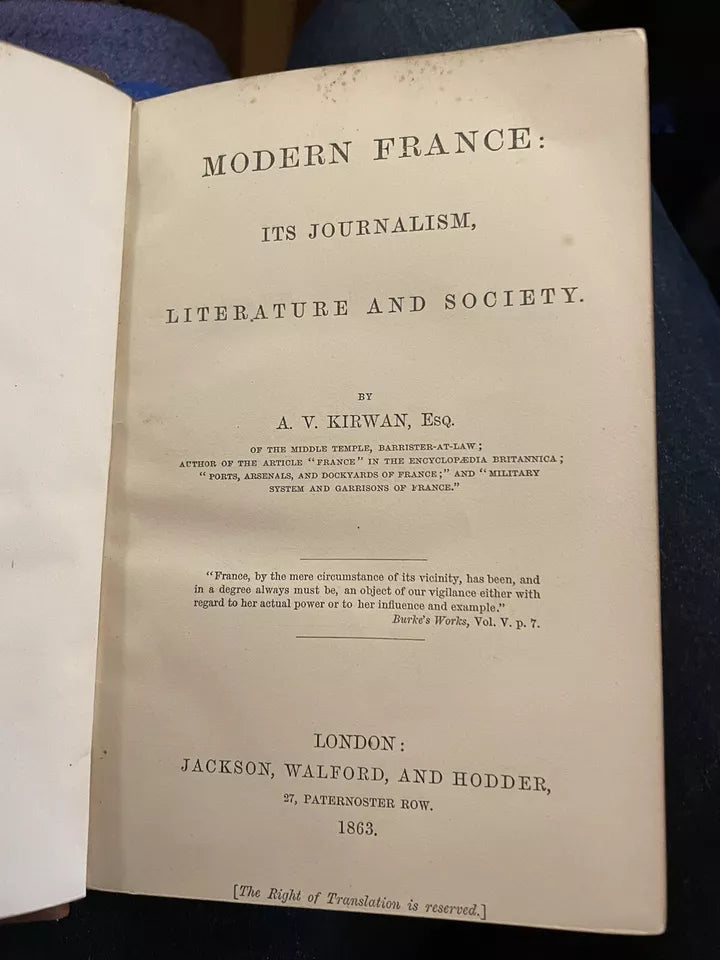 MODERN FRANCE:
ITS JOURNALISM,
LITERATURE AND SOCIETY.
BY
A. V. KIRWAN, Esq.
OF THE MIDDLE TEMPLE, BARRISTER-AT-LAW;
AUTHOR OF THE ARTICLE "FRANCE" IN THE ENCYCLOPÆDIA BRITANNICA;
"PORTS, ARSENALS, AND DOCKYARDS OF FRANCE;" AND "MILITARY
SYSTEM AND GARRISONS OF FRANCE."
"France, by the mere circumstance of its vicinity, has been, and
in a degree always must be, an object of our vigilance either with
regard to her actual power or to her influence and example."
Burke's Works, Vol. V. p. 7.
LONDON:
JACKSON, WALFORD, AND HODDER,
27, PATERNOSTER ROW.
1863.
[The Right of Translation is reserved.]